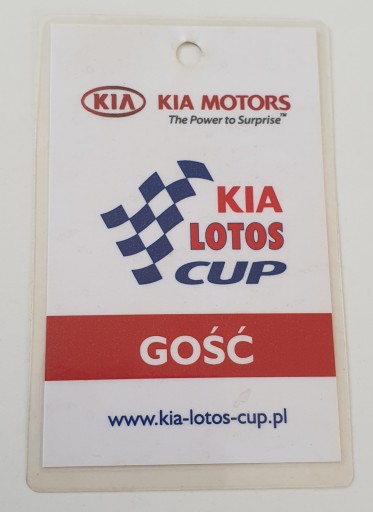 KIA KIA MOTORS
The Power to Surprise™
KIA
LOTOS
CUP
GOŚĆ
www.kia-lotos-cup.pl